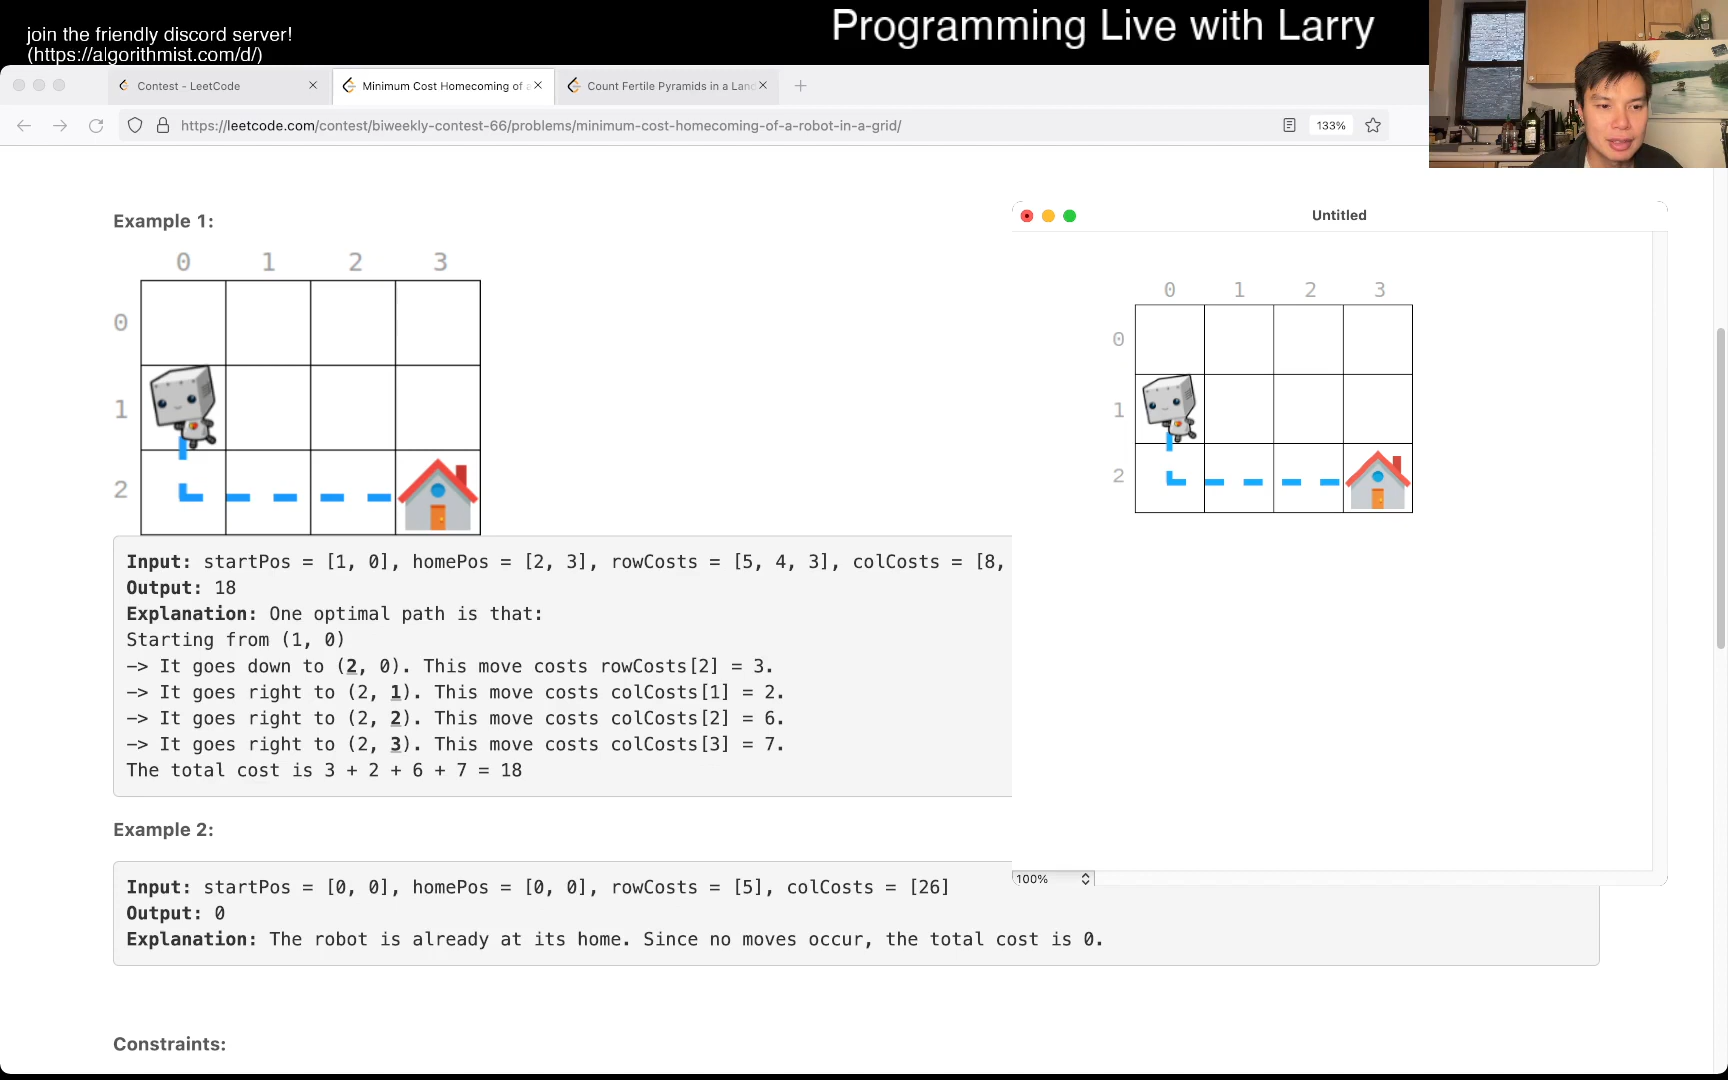 join the friendly discord server!
(https://algorithmist.com/d/)
Programming Live with Larry
Contest - LeetCode
Minimum Cost Homecoming of a
Count Fertile Pyramids in a Land
https://leetcode.com/contest/biweekly-contest-66/problems/minimum-cost-homecoming-of-a-robot-in-a-grid/
133%
Example 1:
0 1 2 3
0
1
2
Input: startPos = [1, 0], homePos = [2, 3], rowCosts = [5, 4, 3], colCosts = [8,
Output: 18
Explanation: One optimal path is that:
Starting from (1, 0)
-> It goes down to (2, 0). This move costs rowCosts[2] = 3.
-> It goes right to (2, 1). This move costs colCosts[1] = 2.
-> It goes right to (2, 2). This move costs colCosts[2] = 6.
-> It goes right to (2, 3). This move costs colCosts[3] = 7.
The total cost is 3 + 2 + 6 + 7 = 18
Example 2:
Input: startPos = [0, 0], homePos = [0, 0], rowCosts = [5], colCosts = [26]
Output: 0
Explanation: The robot is already at its home. Since no moves occur, the total cost is 0.
Constraints:
Untitled
0 1 2 3
0
1
2
100%